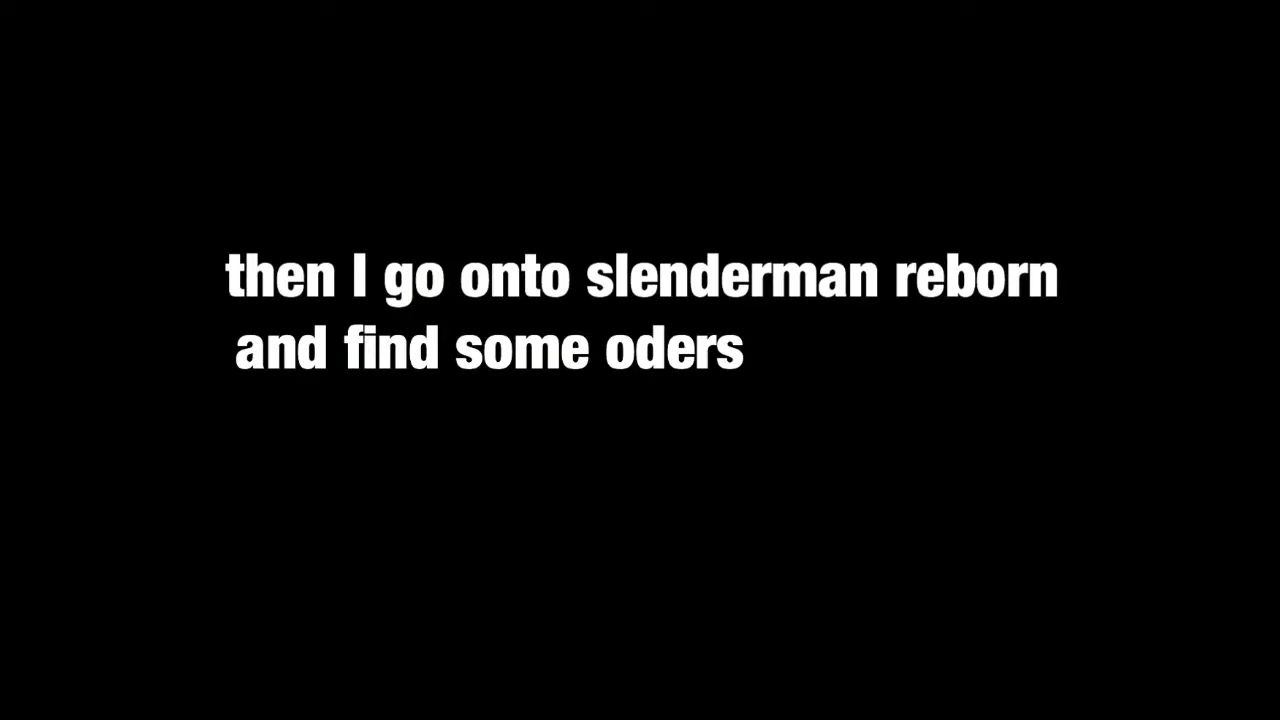 then I go onto slenderman reborn
and find some oders